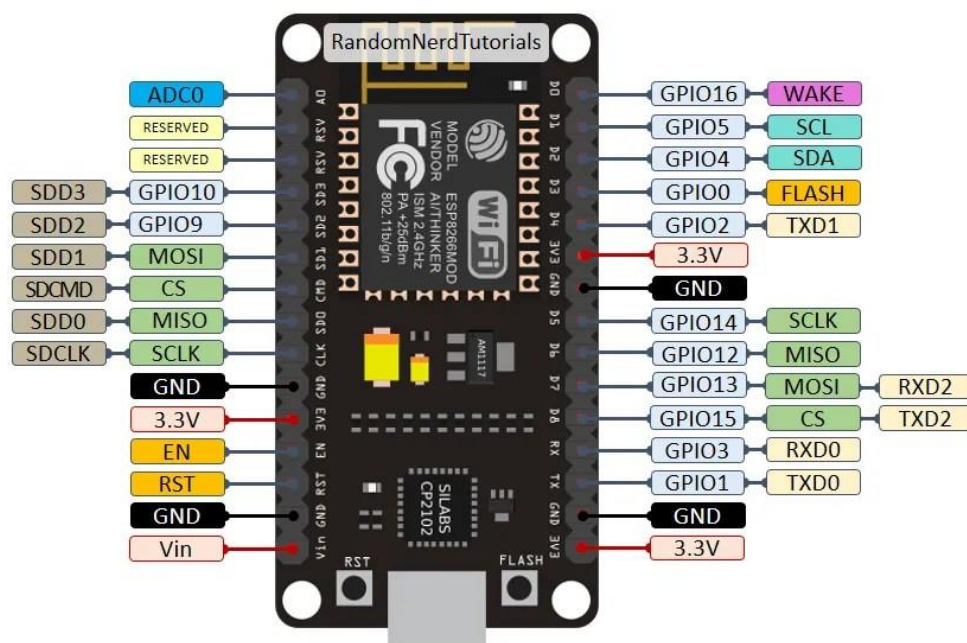 RandomNerdTutorials
ADC0
RESERVED
RESERVED
SDD3 GPIO10
SDD2 GPIO9
SDD1 MOSI
SDCMD CS
SDD0 MISO
SDCLK SCLK
GND
3.3V
EN
RST
GND
Vin
A0
RSV
RSV
SD3
SD2
SD1
CMD
SD0
CLK
GND
3V3
EN
RST
GND
Vin
MODEL ESP8266MOD
VENDOR AI/THINKER
ISM 2.4GHz
PA +25dBm
802.11b/g/n
FC
Wi Fi
AM1117
SILABS
CP2102
RST
FLASH
D0
D1
D2
D3
D4
3V3
GND
D5
D6
D7
D8
RX
TX
GND
3V3
GPIO16 WAKE
GPIO5 SCL
GPIO4 SDA
GPIO0 FLASH
GPIO2 TXD1
3.3V
GND
GPIO14 SCLK
GPIO12 MISO
GPIO13 MOSI RXD2
GPIO15 CS TXD2
GPIO3 RXD0
GPIO1 TXD0
GND
3.3V